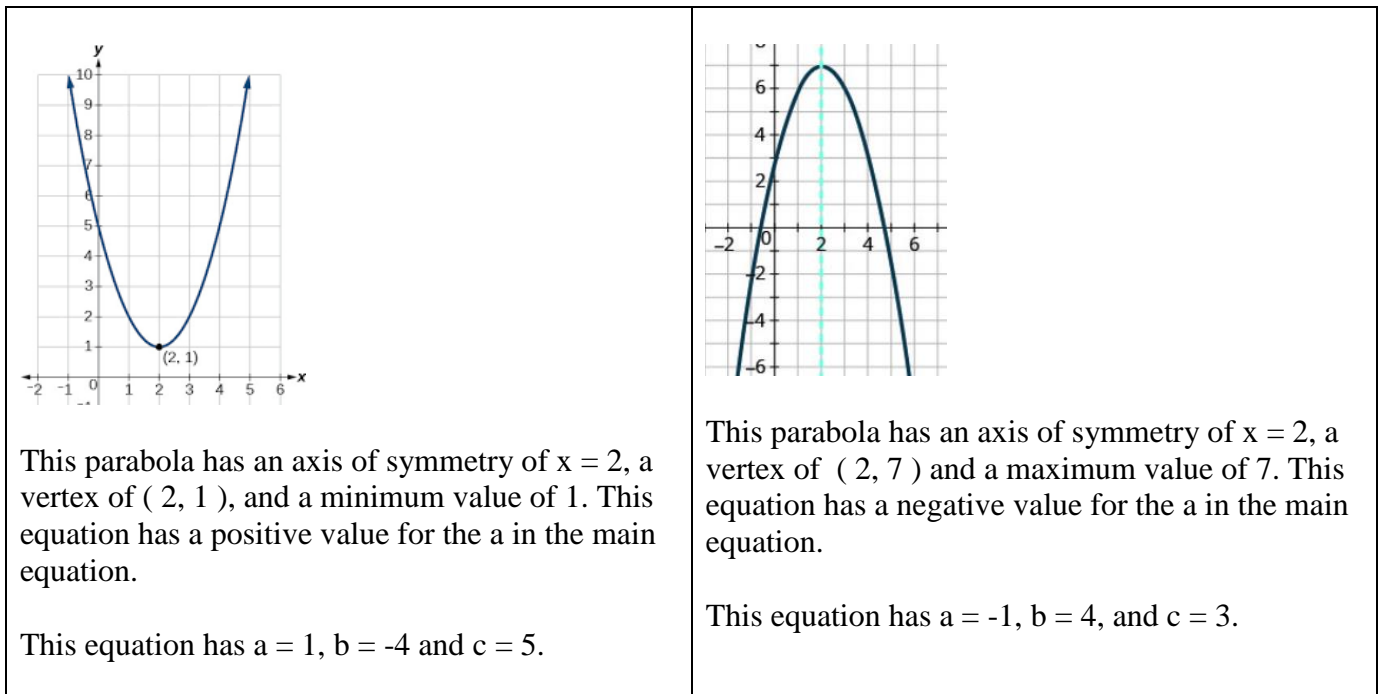 y
10
9
8
7
6
5
4
3
2
1
(2, 1)
-2 -1 0 1 2 3 4 5 6 x
This parabola has an axis of symmetry of x = 2, a
vertex of ( 2, 1 ), and a minimum value of 1. This
equation has a positive value for the a in the main
equation.
This equation has a = 1, b = -4 and c = 5.
6
4
2
-2 0 2 4 6
-2
-4
-6
This parabola has an axis of symmetry of x = 2, a
vertex of ( 2, 7 ) and a maximum value of 7. This
equation has a negative value for the a in the main
equation.
This equation has a = -1, b = 4, and c = 3.